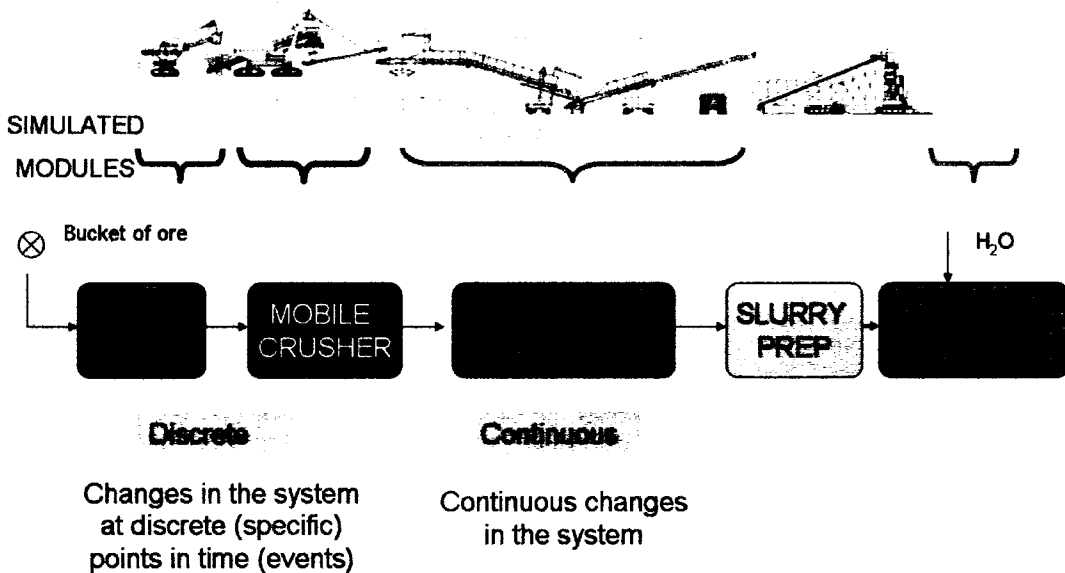 SIMULATED
MODULES
Bucket of ore
H₂O
MOBILE
CRUSHER
SLURRY
PREP
Discrete
Continuous
Changes in the system
at discrete (specific)
points in time (events)
Continuous changes
in the system